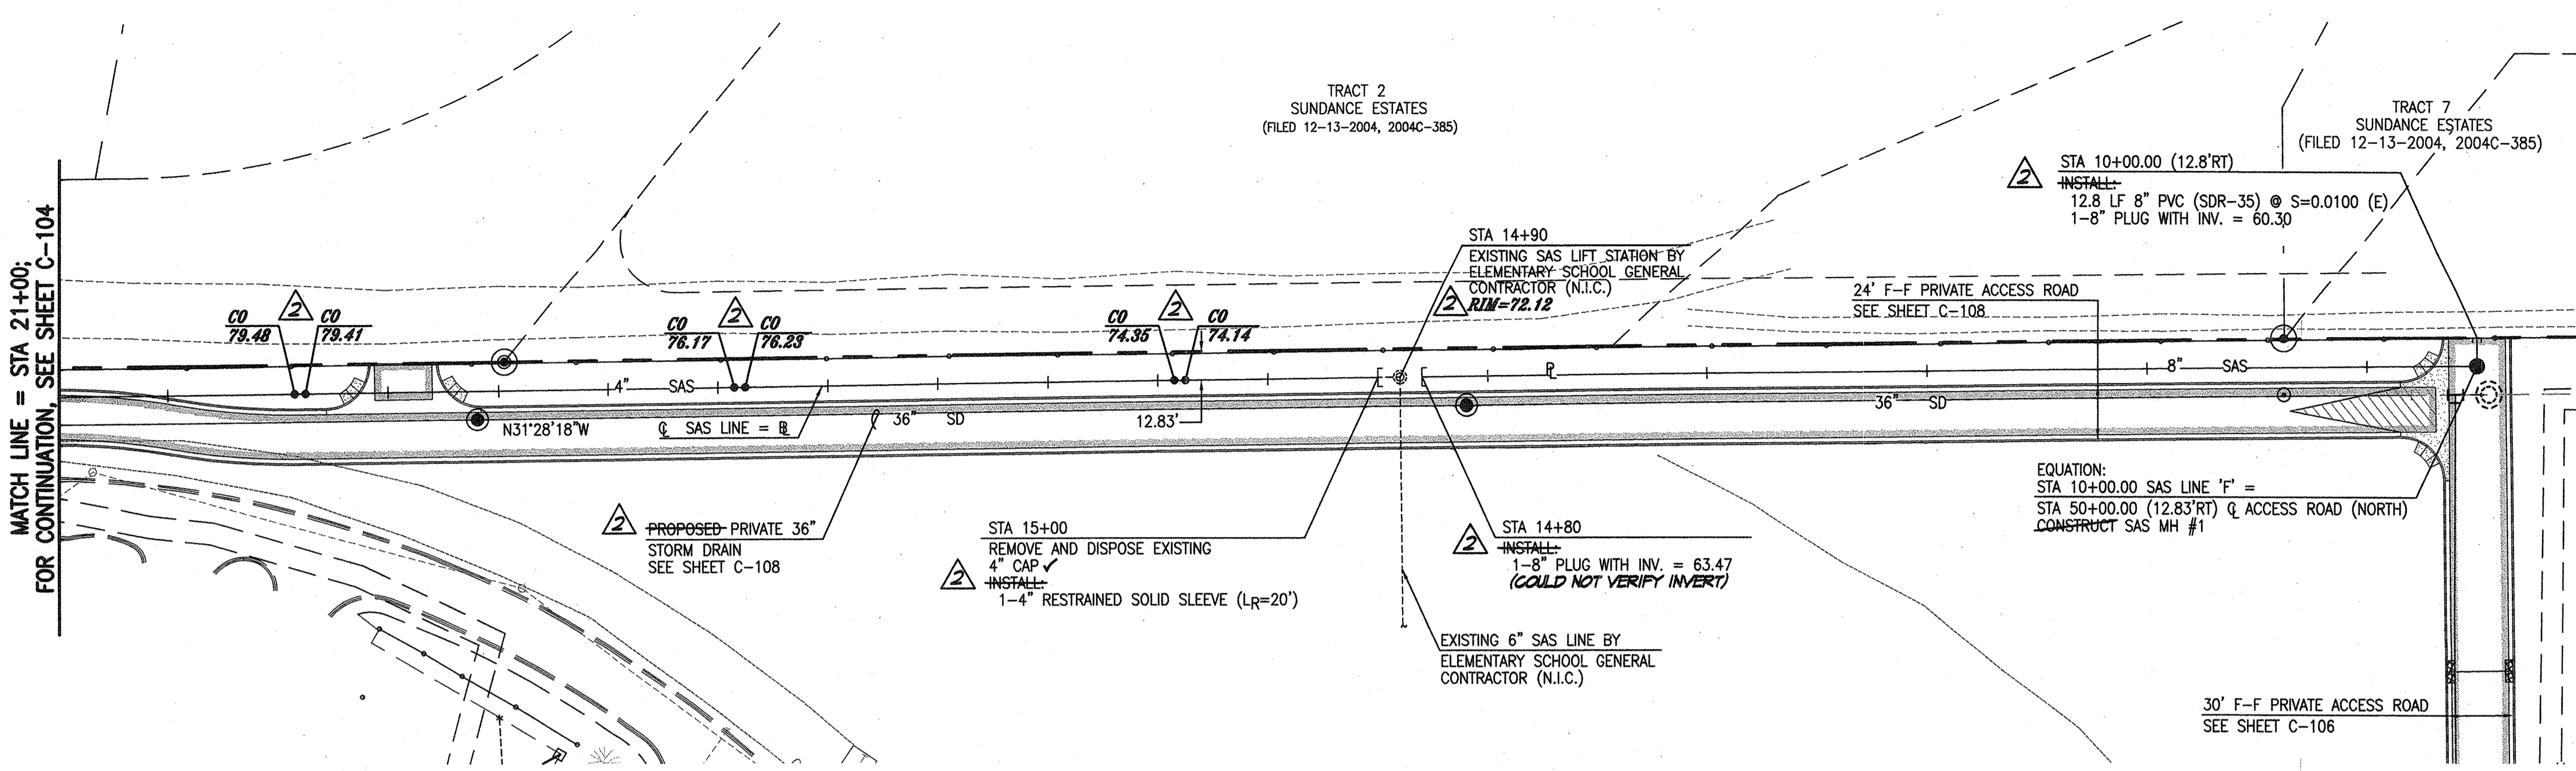 MATCH LINE = STA 21+00;
FOR CONTINUATION, SEE SHEET C-104
TRACT 2
SUNDANCE ESTATES
(FILED 12-13-2004, 2004C-385)
TRACT 7
SUNDANCE ESTATES
(FILED 12-13-2004, 2004C-385)
2
STA 10+00.00 (12.8'RT)
INSTALL:
12.8 LF 8" PVC (SDR-35) @ S=0.0100 (E)
1-8" PLUG WITH INV. = 60.30
STA 14+90
EXISTING SAS LIFT STATION BY
ELEMENTARY SCHOOL GENERAL
CONTRACTOR (N.I.C.)
2 RIM=72.12
24' F-F PRIVATE ACCESS ROAD
SEE SHEET C-108
CO
79.48
2
CO
79.41
CO
76.17
2
CO
76.23
CO
74.35
2
CO
74.14
4" SAS
℄ SAS LINE = B̲L
12.83'
N31°28'18"W
36" SD
PL
8" SAS
36" SD
2
PROPOSED PRIVATE 36"
STORM DRAIN
SEE SHEET C-108
STA 15+00
REMOVE AND DISPOSE EXISTING
4" CAP ✓
2
INSTALL:
1-4" RESTRAINED SOLID SLEEVE (LR=20')
STA 14+80
2
INSTALL:
1-8" PLUG WITH INV. = 63.47
(COULD NOT VERIFY INVERT)
EXISTING 6" SAS LINE BY
ELEMENTARY SCHOOL GENERAL
CONTRACTOR (N.I.C.)
EQUATION:
STA 10+00.00 SAS LINE 'F' =
STA 50+00.00 (12.83'RT) ℄ ACCESS ROAD (NORTH)
CONSTRUCT SAS MH #1
30' F-F PRIVATE ACCESS ROAD
SEE SHEET C-106